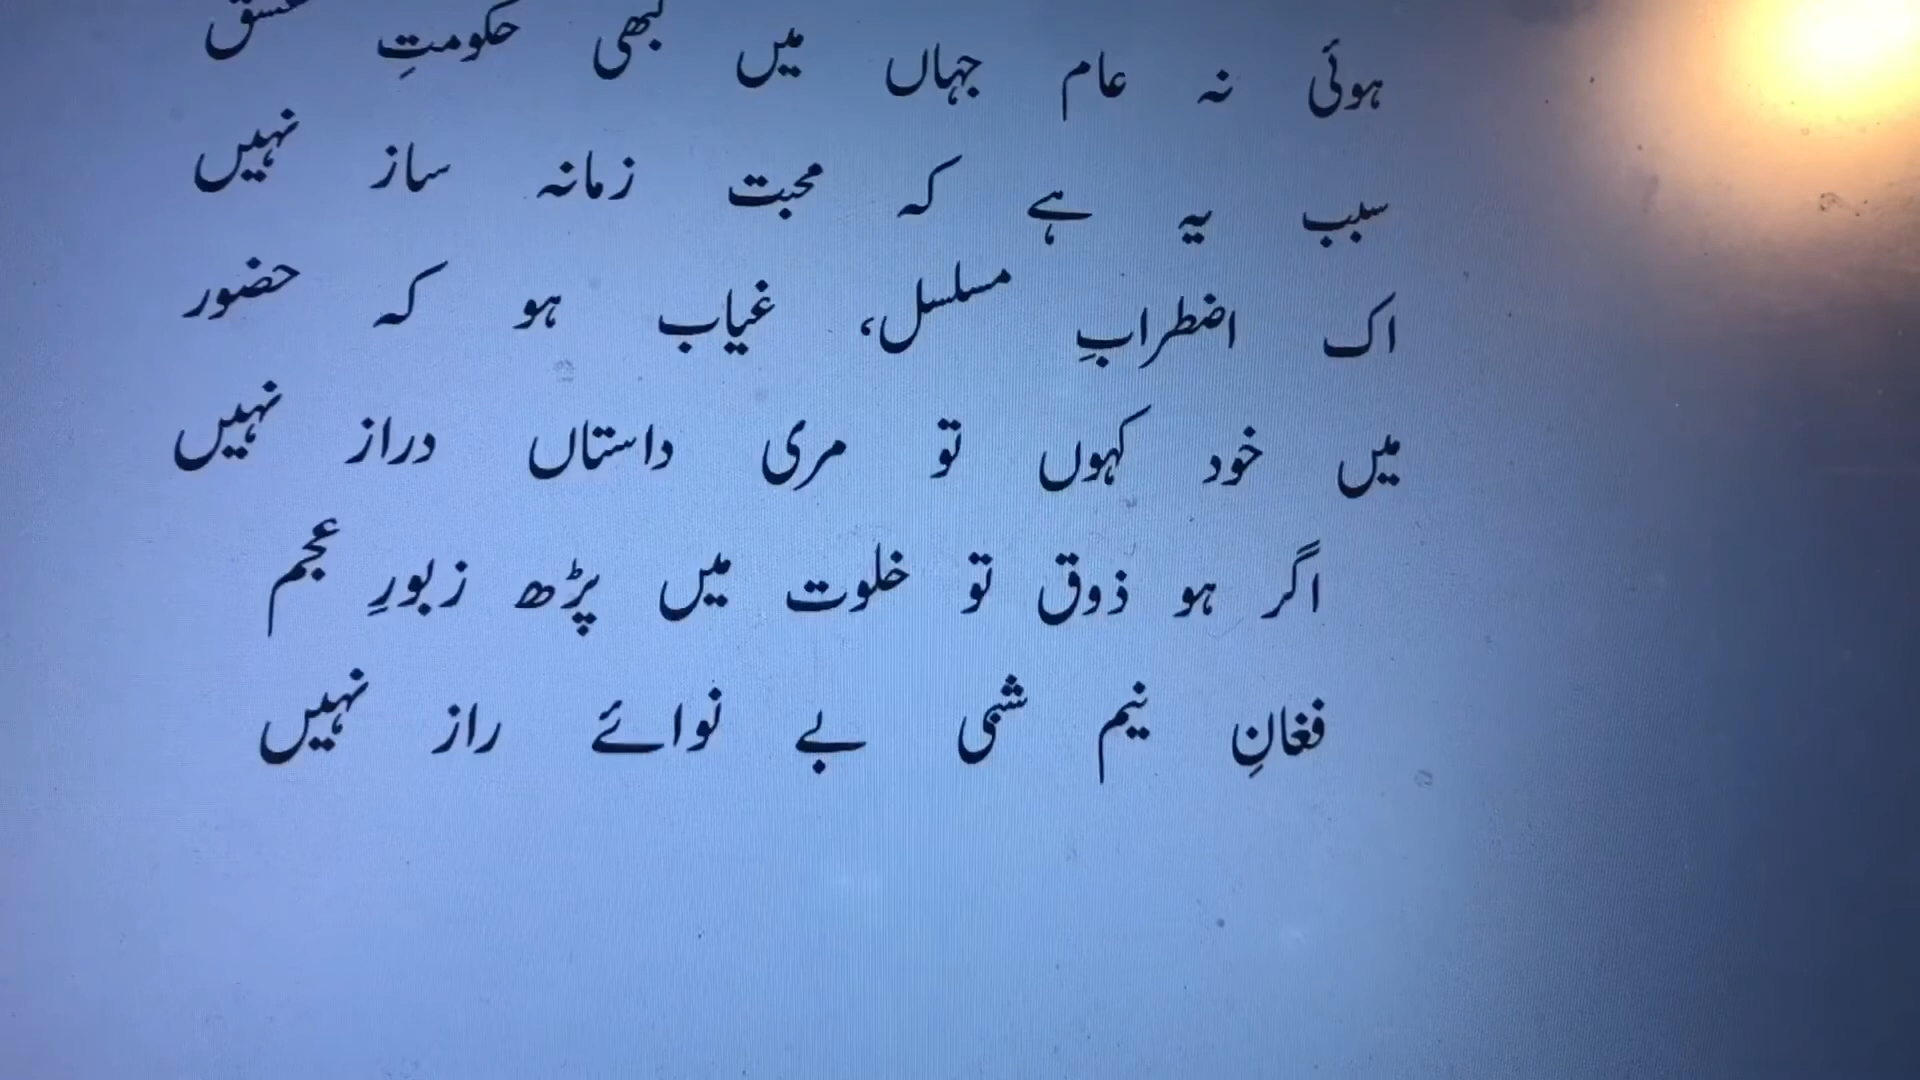 ہوئی نہ عام جہاں میں کبھی حکومتِ عشق
سبب یہ ہے کہ محبت زمانہ ساز نہیں
اک اضطرابِ مسلسل، غیاب ہو کہ حضور
میں خود کہوں تو مری داستاں دراز نہیں
اگر ہو ذوق تو خلوت میں پڑھ زبورِ عجم
فغانِ نیم شبی بے نوائے راز نہیں